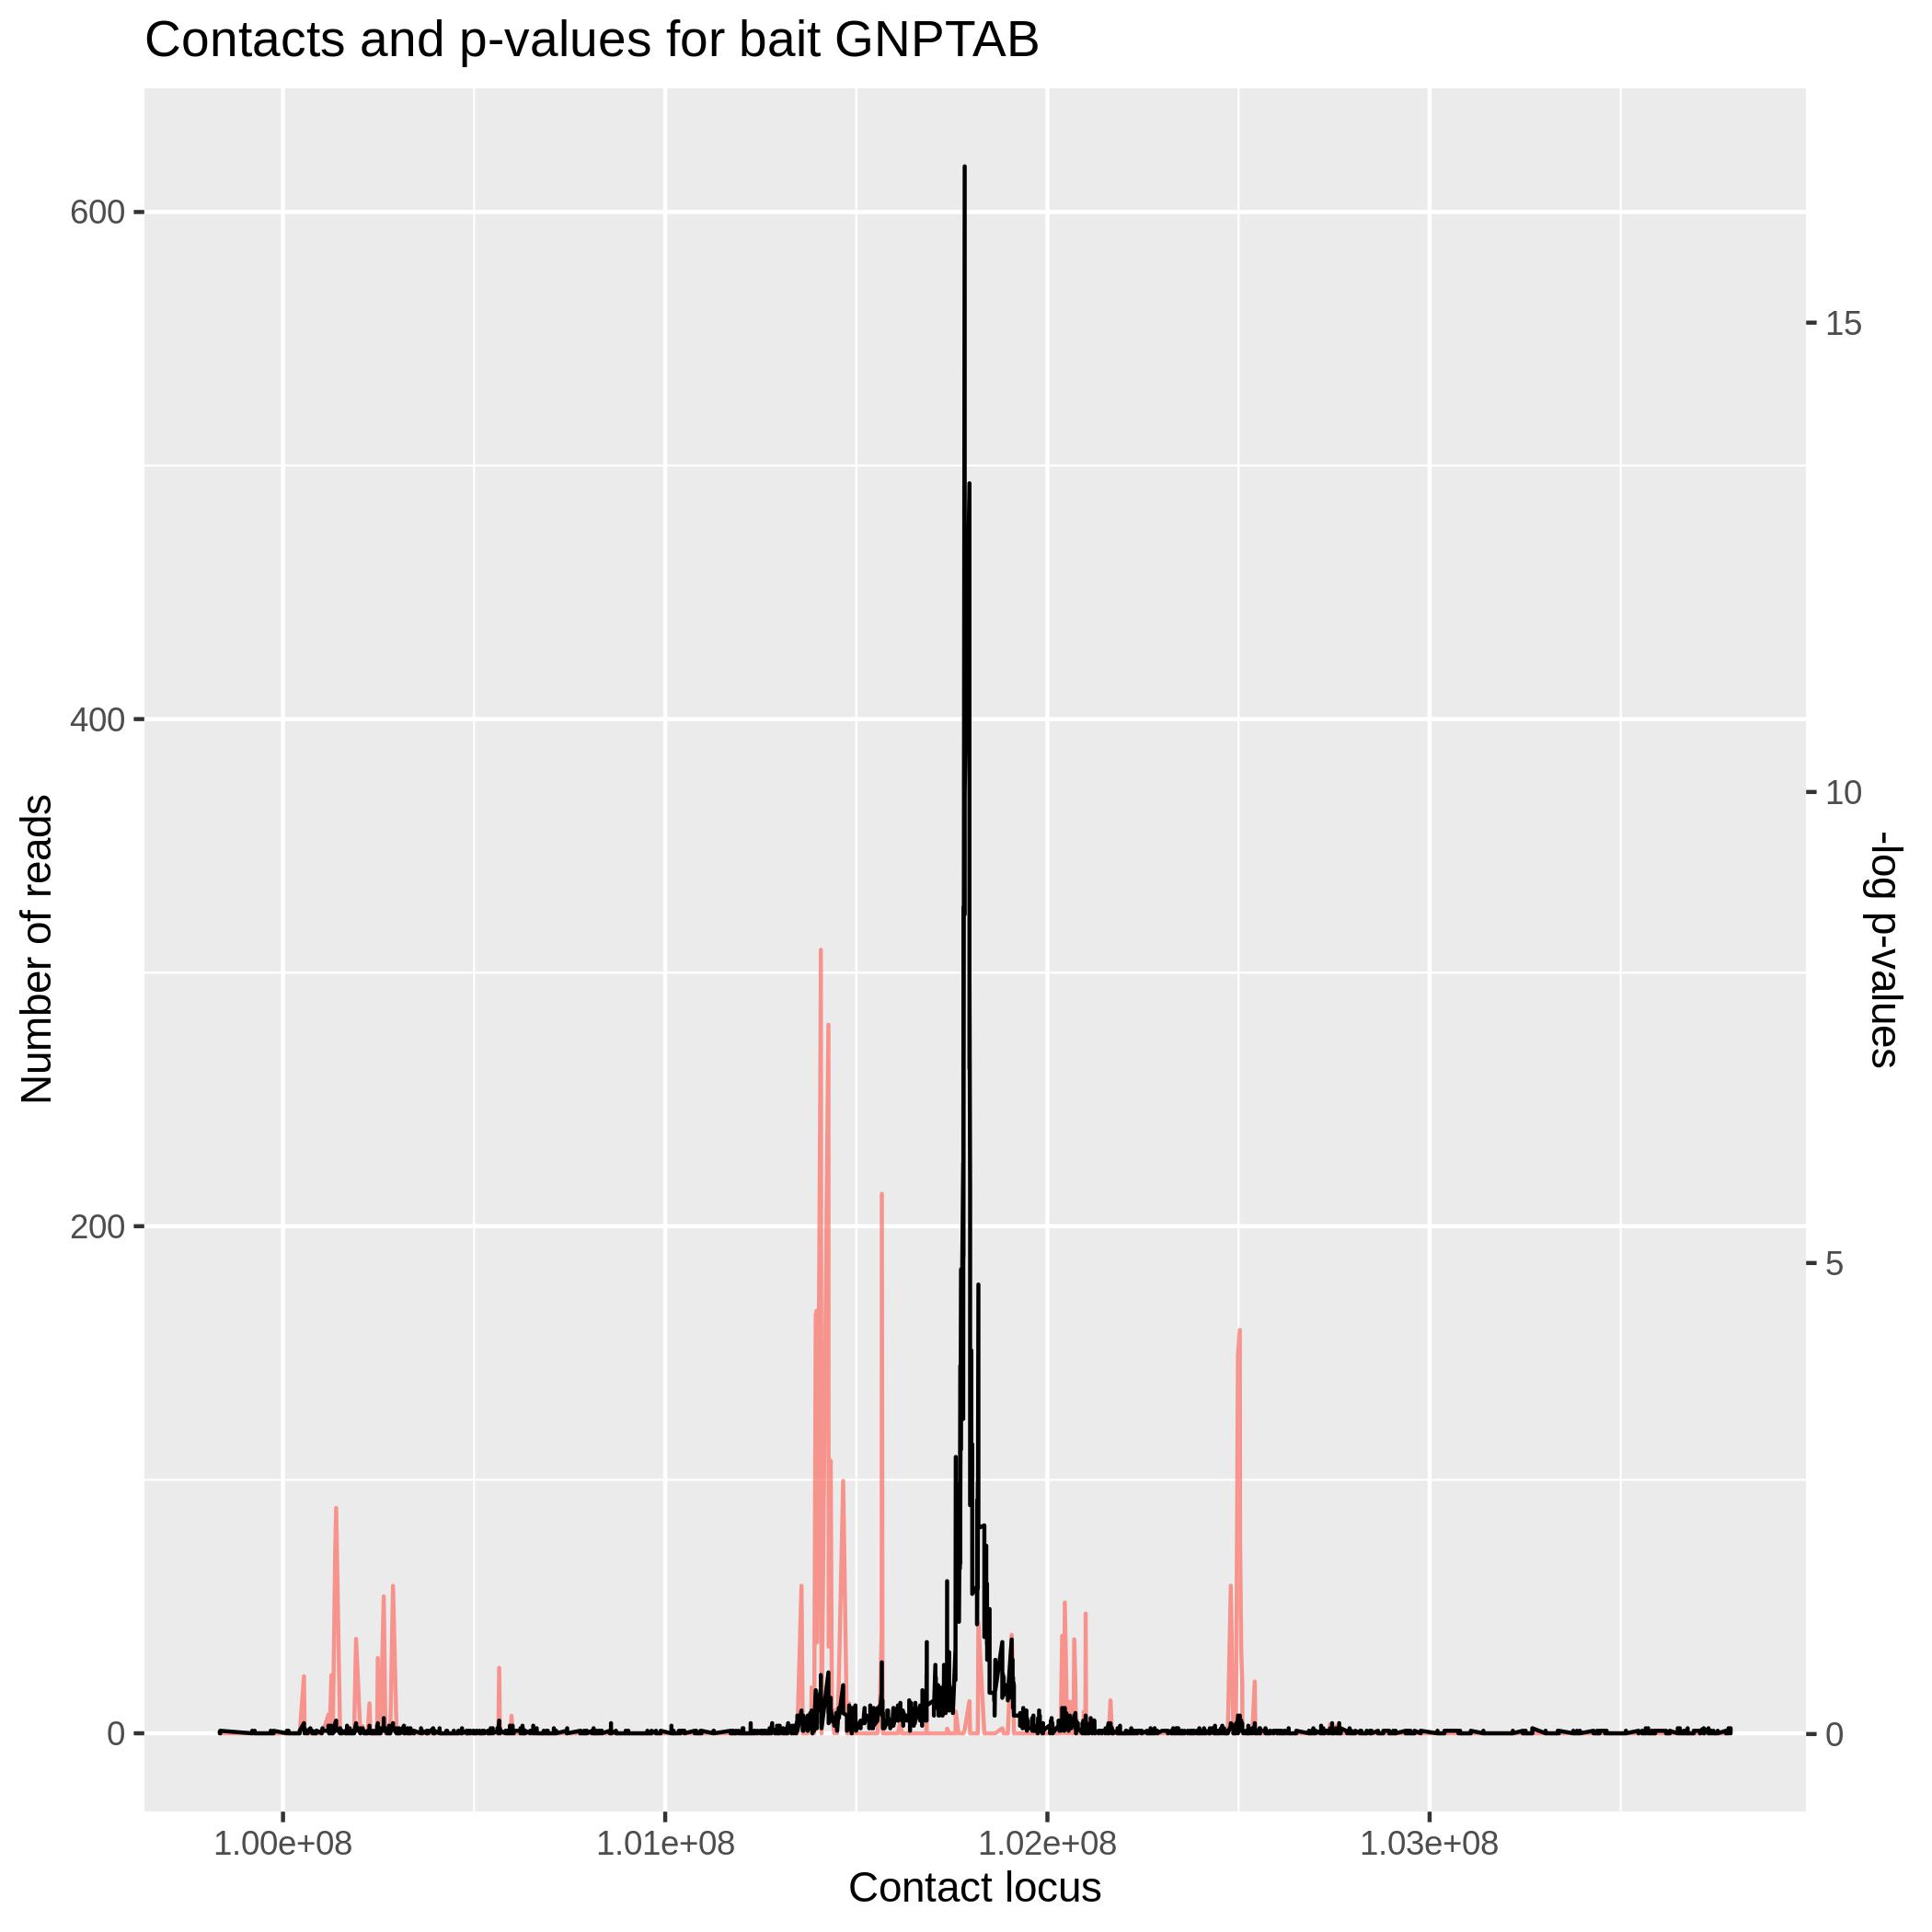 Contacts and p-values for bait GNPTAB
600
400
200
0
Number of reads
15
10
5
0
-log p-values
1.00e+08
1.01e+08
1.02e+08
1.03e+08
Contact locus